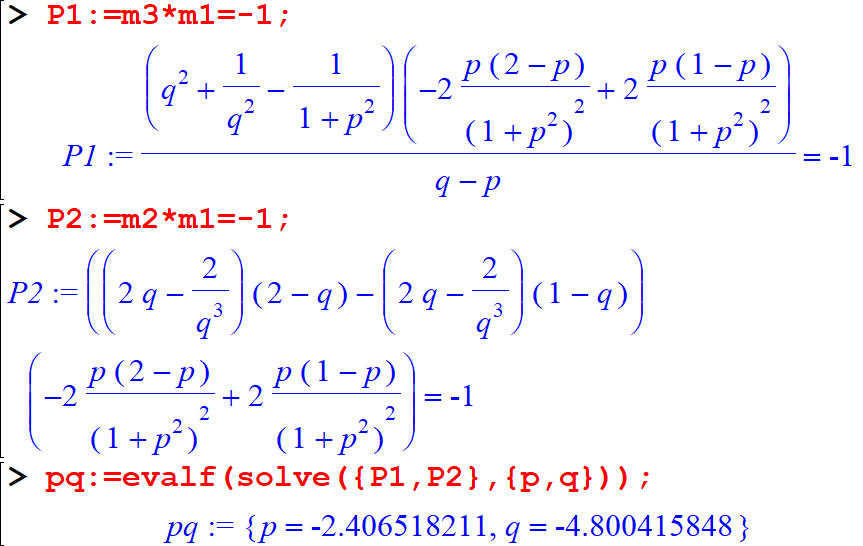 > P1:=m3*m1=-1;
P1 := ((q^2 + 1/q^2 - 1/(1 + p^2)) (-2 p (2 - p)/(1 + p^2)^2 + 2 p (1 - p)/(1 + p^2)^2))/(q - p) = -1
> P2:=m2*m1=-1;
P2 := ((2 q - 2/q^3) (2 - q) - (2 q - 2/q^3) (1 - q))
(-2 p (2 - p)/(1 + p^2)^2 + 2 p (1 - p)/(1 + p^2)^2) = -1
> pq:=evalf(solve({P1,P2},{p,q}));
pq := {p = -2.406518211, q = -4.800415848}